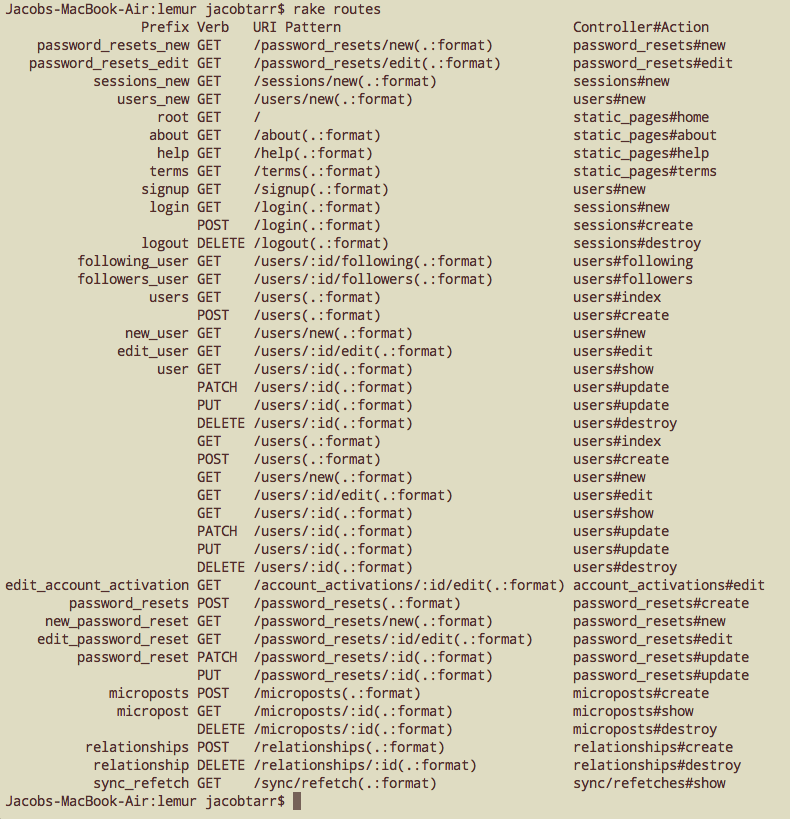 Jacobs-MacBook-Air:lemur jacobtarr$ rake routes
Prefix Verb URI Pattern Controller#Action
password_resets_new GET /password_resets/new(.:format) password_resets#new
password_resets_edit GET /password_resets/edit(.:format) password_resets#edit
sessions_new GET /sessions/new(.:format) sessions#new
users_new GET /users/new(.:format) users#new
root GET / static_pages#home
about GET /about(.:format) static_pages#about
help GET /help(.:format) static_pages#help
terms GET /terms(.:format) static_pages#terms
signup GET /signup(.:format) users#new
login GET /login(.:format) sessions#new
POST /login(.:format) sessions#create
logout DELETE /logout(.:format) sessions#destroy
following_user GET /users/:id/following(.:format) users#following
followers_user GET /users/:id/followers(.:format) users#followers
users GET /users(.:format) users#index
POST /users(.:format) users#create
new_user GET /users/new(.:format) users#new
edit_user GET /users/:id/edit(.:format) users#edit
user GET /users/:id(.:format) users#show
PATCH /users/:id(.:format) users#update
PUT /users/:id(.:format) users#update
DELETE /users/:id(.:format) users#destroy
GET /users(.:format) users#index
POST /users(.:format) users#create
GET /users/new(.:format) users#new
GET /users/:id/edit(.:format) users#edit
GET /users/:id(.:format) users#show
PATCH /users/:id(.:format) users#update
PUT /users/:id(.:format) users#update
DELETE /users/:id(.:format) users#destroy
edit_account_activation GET /account_activations/:id/edit(.:format) account_activations#edit
password_resets POST /password_resets(.:format) password_resets#create
new_password_reset GET /password_resets/new(.:format) password_resets#new
edit_password_reset GET /password_resets/:id/edit(.:format) password_resets#edit
password_reset PATCH /password_resets/:id(.:format) password_resets#update
PUT /password_resets/:id(.:format) password_resets#update
microposts POST /microposts(.:format) microposts#create
micropost GET /microposts/:id(.:format) microposts#show
DELETE /microposts/:id(.:format) microposts#destroy
relationships POST /relationships(.:format) relationships#create
relationship DELETE /relationships/:id(.:format) relationships#destroy
sync_refetch GET /sync/refetch(.:format) sync/refetches#show
Jacobs-MacBook-Air:lemur jacobtarr$